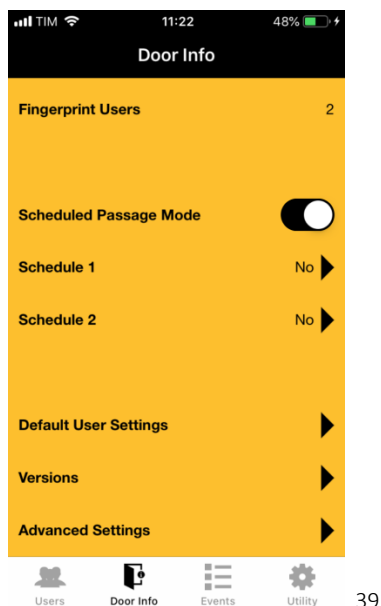 TIM 11:22 48%
Door Info
Fingerprint Users 2
Scheduled Passage Mode
Schedule 1 No
Schedule 2 No
Default User Settings
Versions
Advanced Settings
Users Door Info Events Utility 39